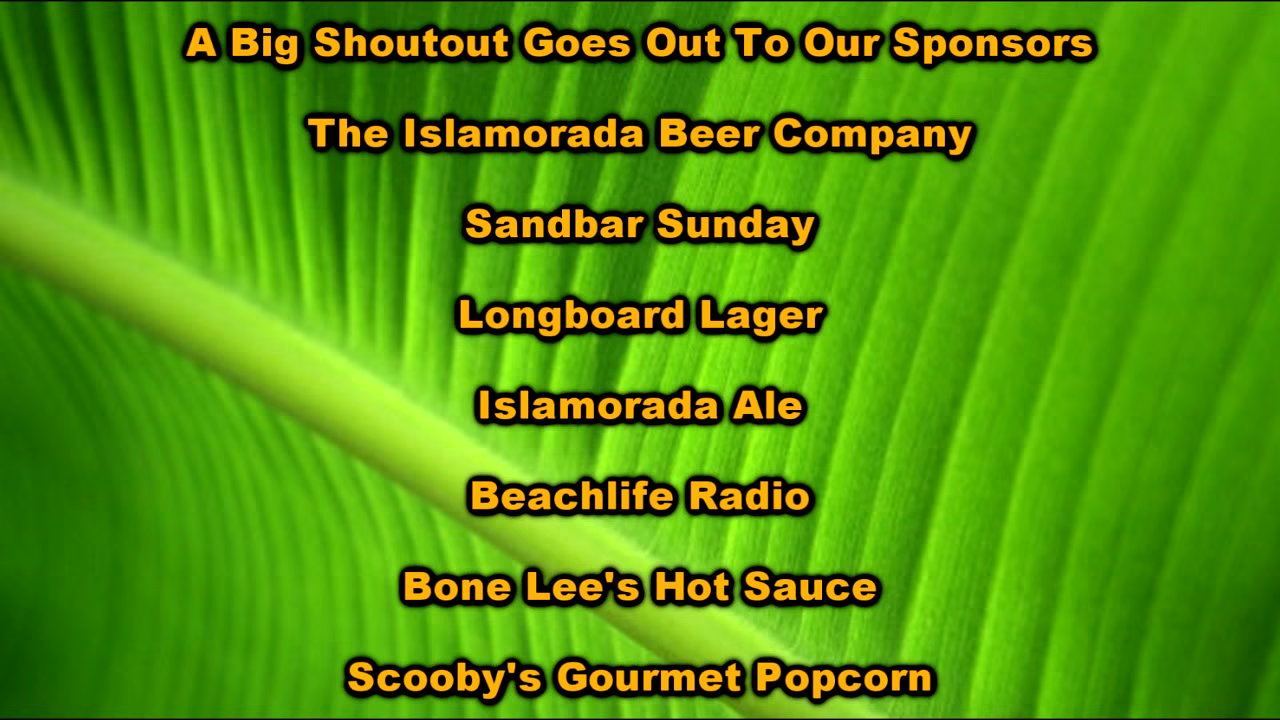 A Big Shoutout Goes Out To Our Sponsors
The Islamorada Beer Company
Sandbar Sunday
Longboard Lager
Islamorada Ale
Beachlife Radio
Bone Lee's Hot Sauce
Scooby's Gourmet Popcorn